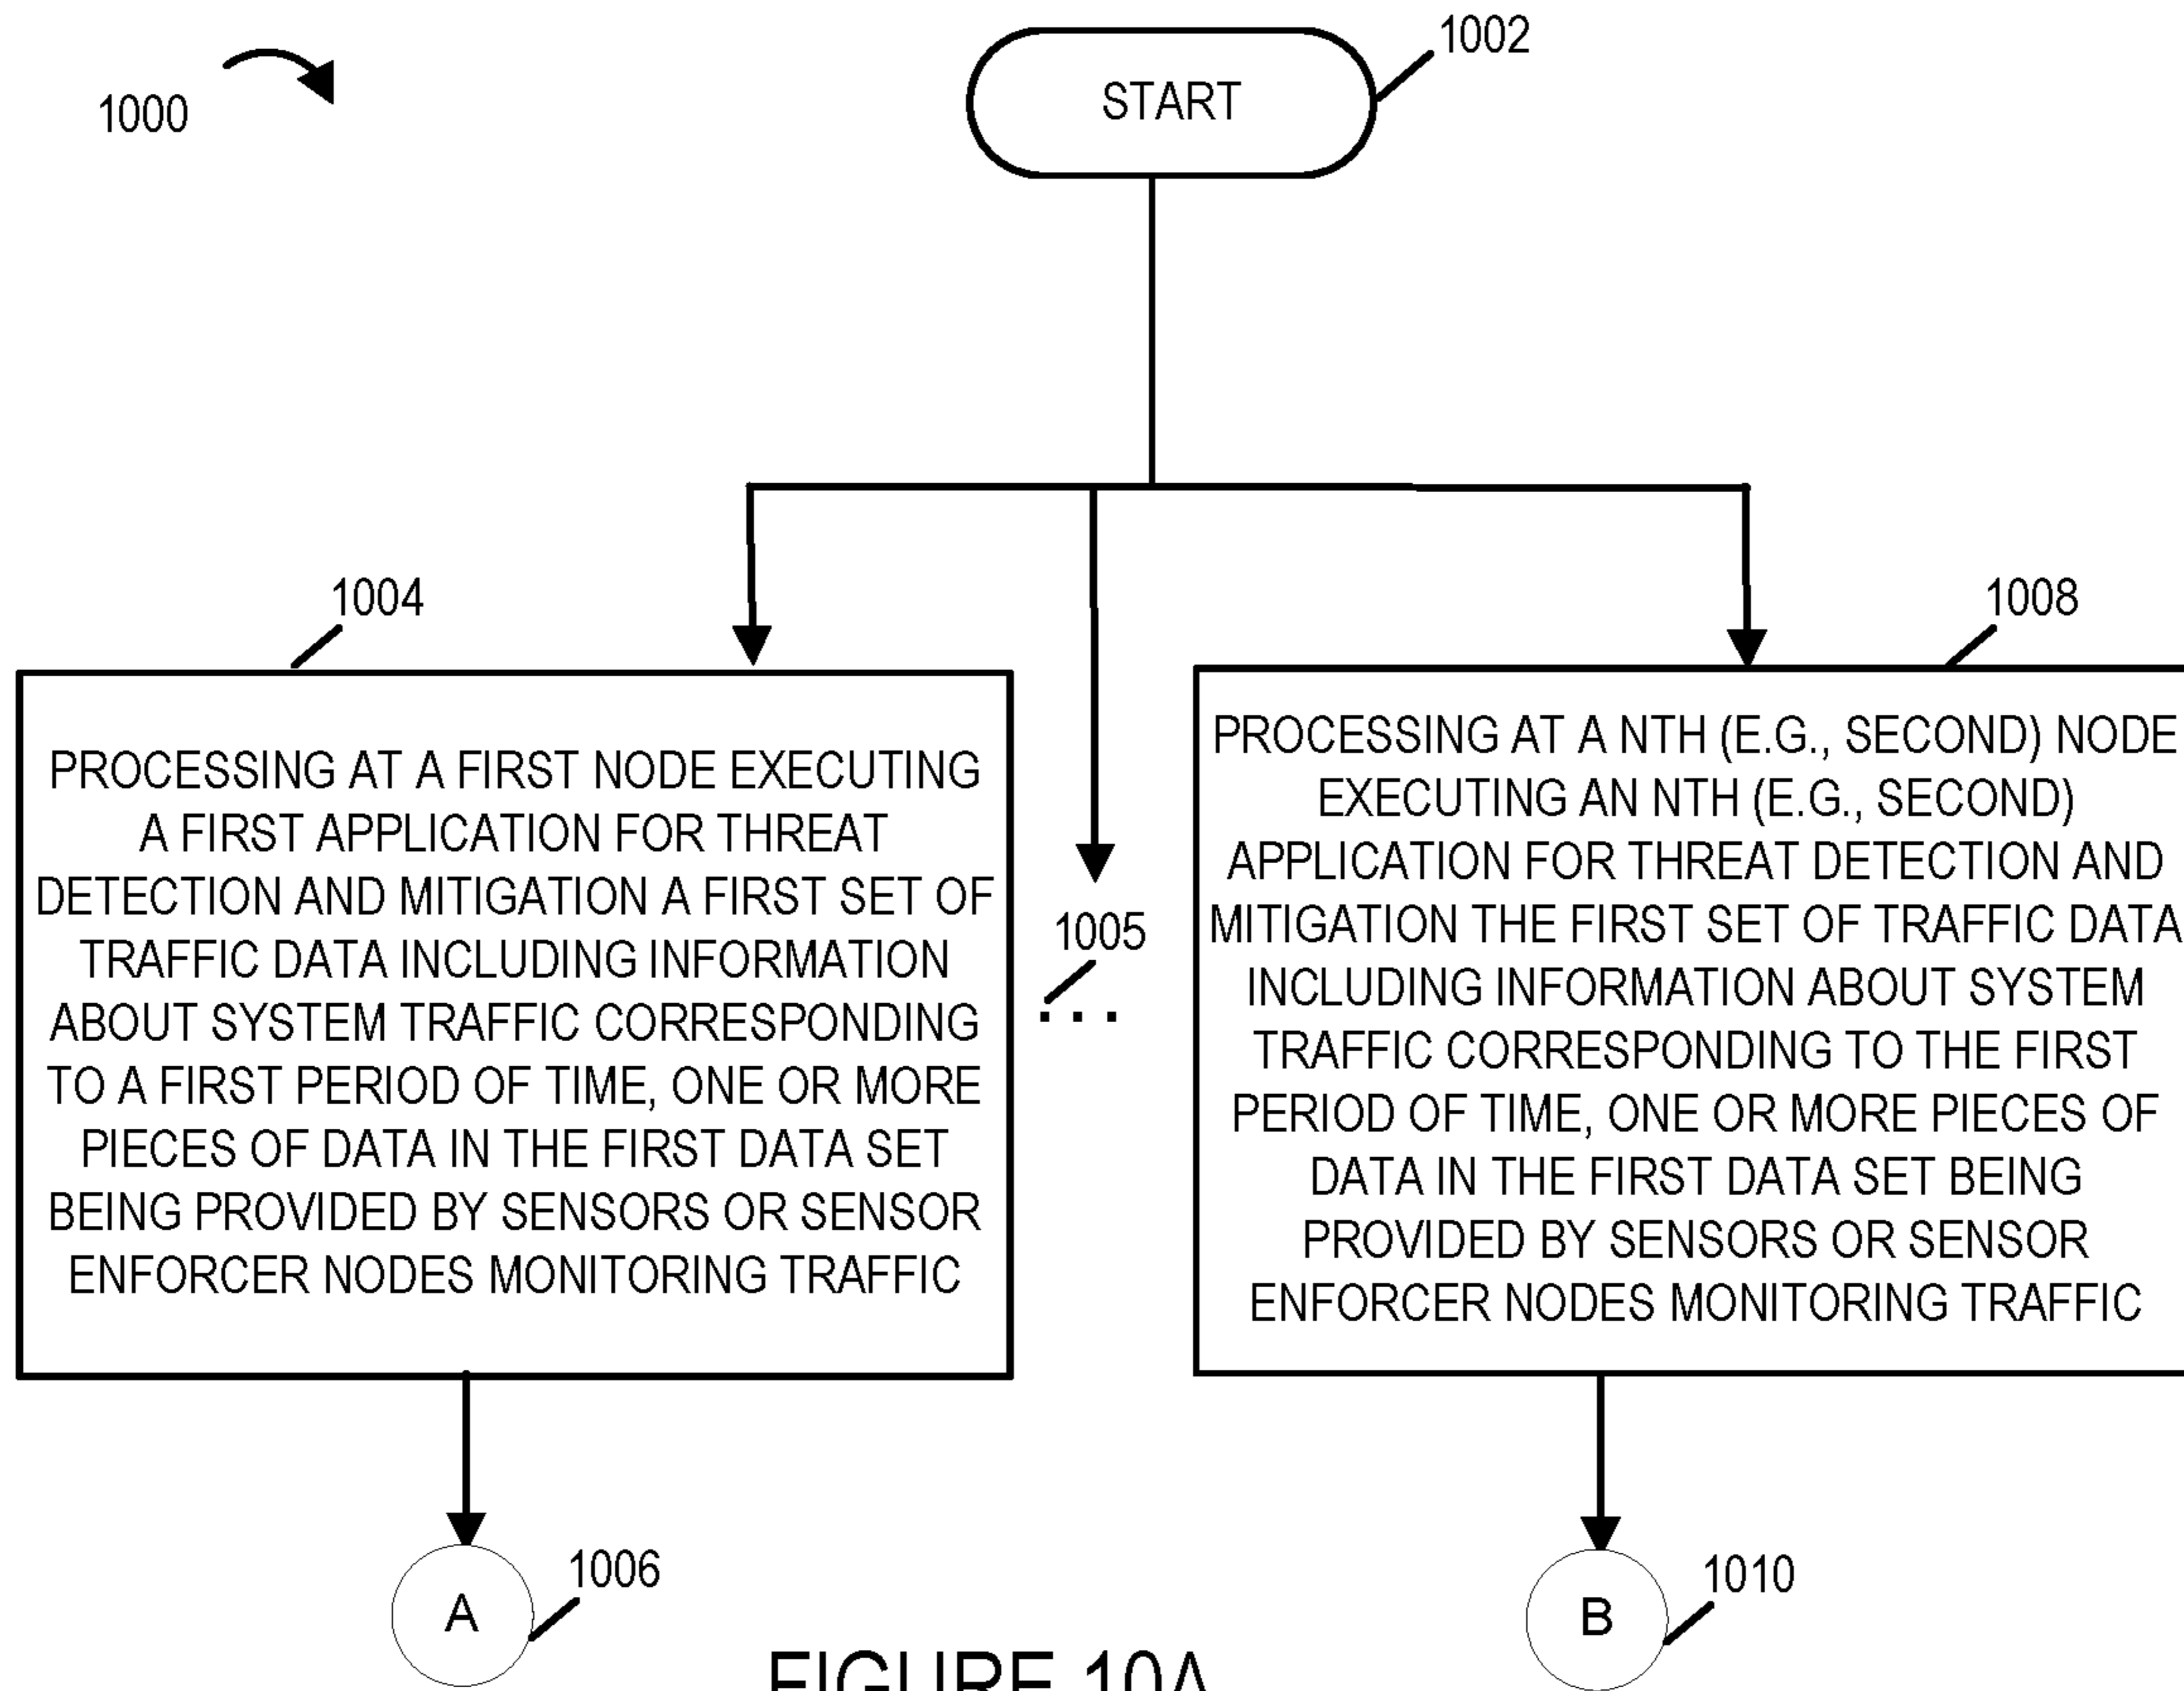 1000
START
1002
1004
PROCESSING AT A FIRST NODE EXECUTING
A FIRST APPLICATION FOR THREAT
DETECTION AND MITIGATION A FIRST SET OF
TRAFFIC DATA INCLUDING INFORMATION
ABOUT SYSTEM TRAFFIC CORRESPONDING
TO A FIRST PERIOD OF TIME, ONE OR MORE
PIECES OF DATA IN THE FIRST DATA SET
BEING PROVIDED BY SENSORS OR SENSOR
ENFORCER NODES MONITORING TRAFFIC
1005
...
1008
PROCESSING AT A NTH (E.G., SECOND) NODE
EXECUTING AN NTH (E.G., SECOND)
APPLICATION FOR THREAT DETECTION AND
MITIGATION THE FIRST SET OF TRAFFIC DATA
INCLUDING INFORMATION ABOUT SYSTEM
TRAFFIC CORRESPONDING TO THE FIRST
PERIOD OF TIME, ONE OR MORE PIECES OF
DATA IN THE FIRST DATA SET BEING
PROVIDED BY SENSORS OR SENSOR
ENFORCER NODES MONITORING TRAFFIC
A
1006
B
1010
FIGURE 10A